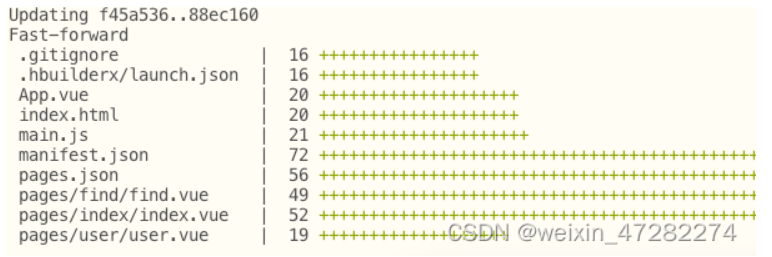 Updating f45a536..88ec160
Fast-forward
.gitignore | 16 ++++++++++++++++
.hbuilderx/launch.json | 16 ++++++++++++++++
App.vue | 20 ++++++++++++++++++++
index.html | 20 ++++++++++++++++++++
main.js | 21 +++++++++++++++++++++
manifest.json | 72 ++++++++++++++++++++++++++++++++++++++++++++
pages.json | 56 ++++++++++++++++++++++++++++++++++++++++++++
pages/find/find.vue | 49 ++++++++++++++++++++++++++++++++++++++++++++
pages/index/index.vue | 52 ++++++++++++++++++++++++++++++++++++++++++++
pages/user/user.vue | 19 +++++++++++++++++++
CSDN @weixin_47282274